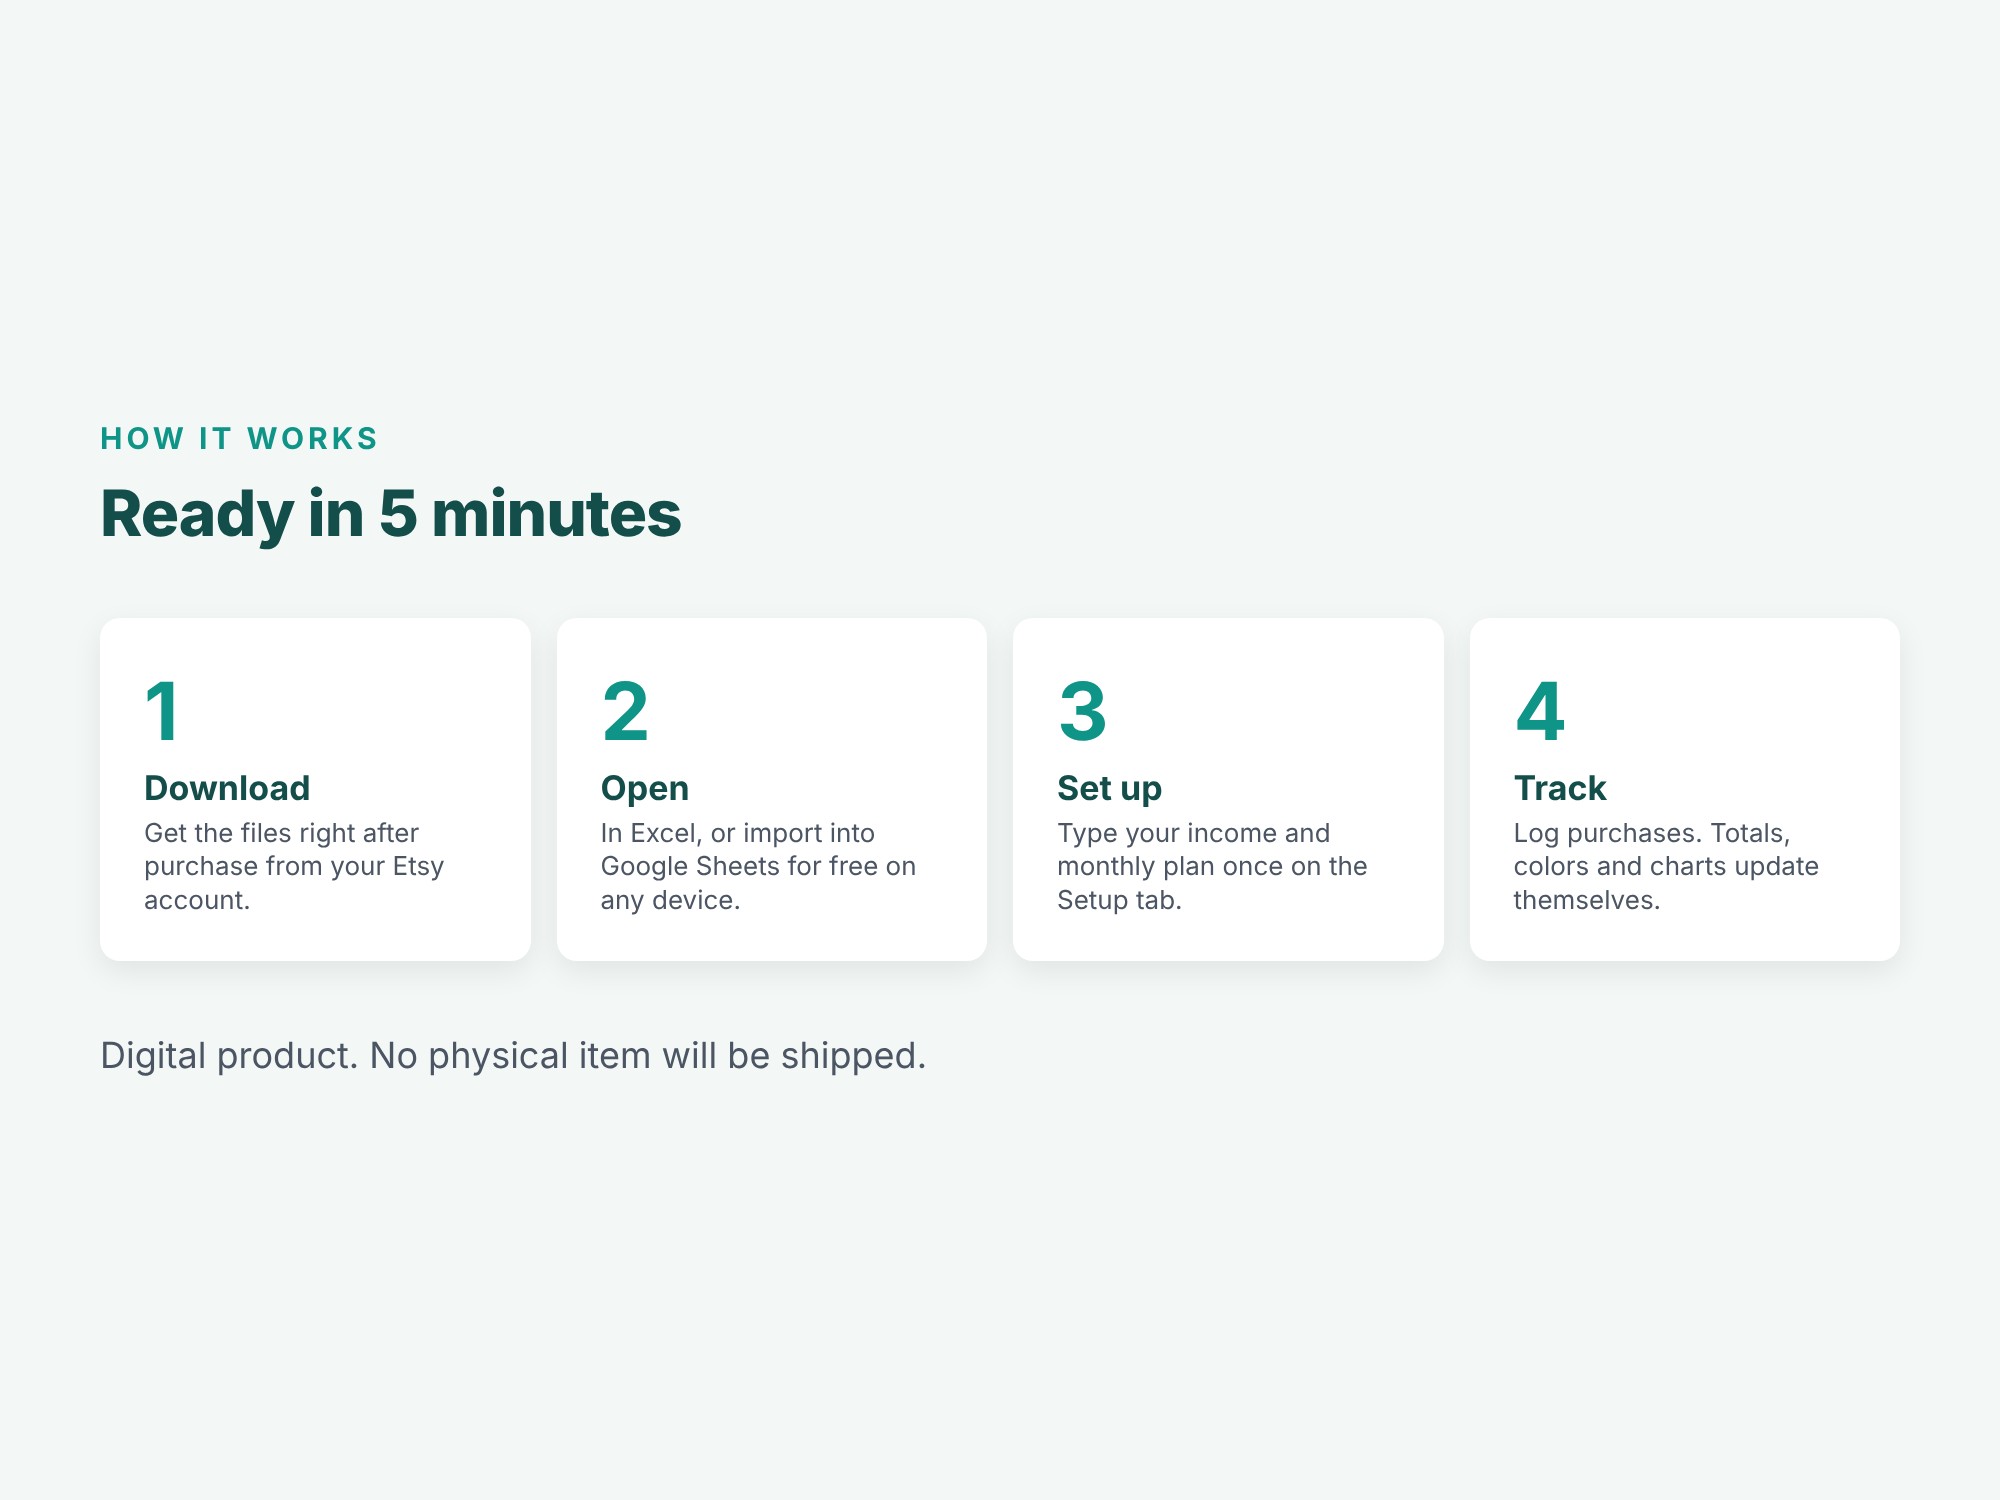 HOW IT WORKS
Ready in 5 minutes
1
Download
Get the files right after
purchase from your Etsy
account.
2
Open
In Excel, or import into
Google Sheets for free on
any device.
3
Set up
Type your income and
monthly plan once on the
Setup tab.
4
Track
Log purchases. Totals,
colors and charts update
themselves.
Digital product. No physical item will be shipped.